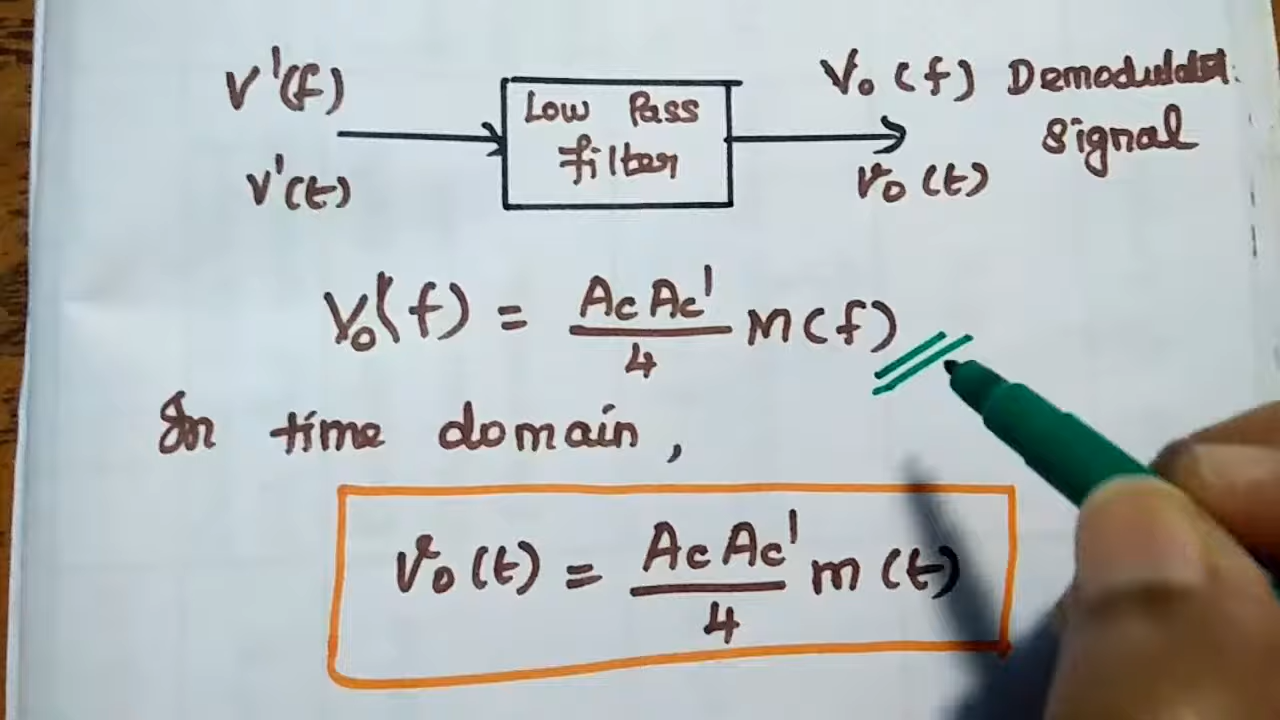 V'(f)
V'(t)
Low Pass
filter
V₀(f) Demodulated
Signal
v₀(t)
V₀(f) = AcAc'/4 M(f)
In time domain,
v₀(t) = AcAc'/4 m(t)